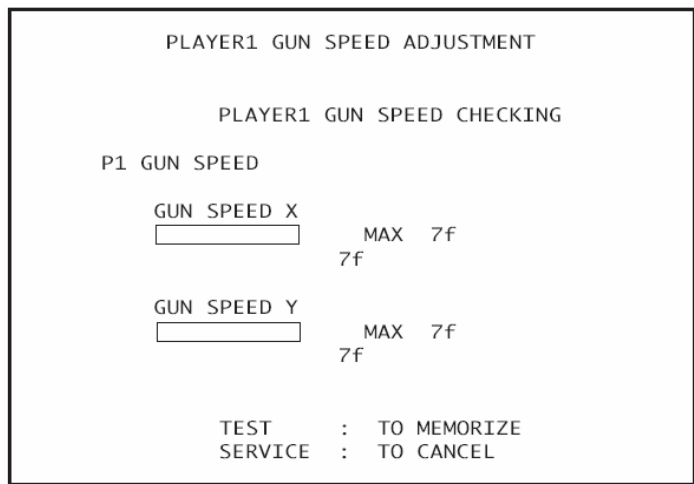 PLAYER1 GUN SPEED ADJUSTMENT
PLAYER1 GUN SPEED CHECKING
P1 GUN SPEED
GUN SPEED X
MAX 7f
7f
GUN SPEED Y
MAX 7f
7f
TEST : TO MEMORIZE
SERVICE : TO CANCEL